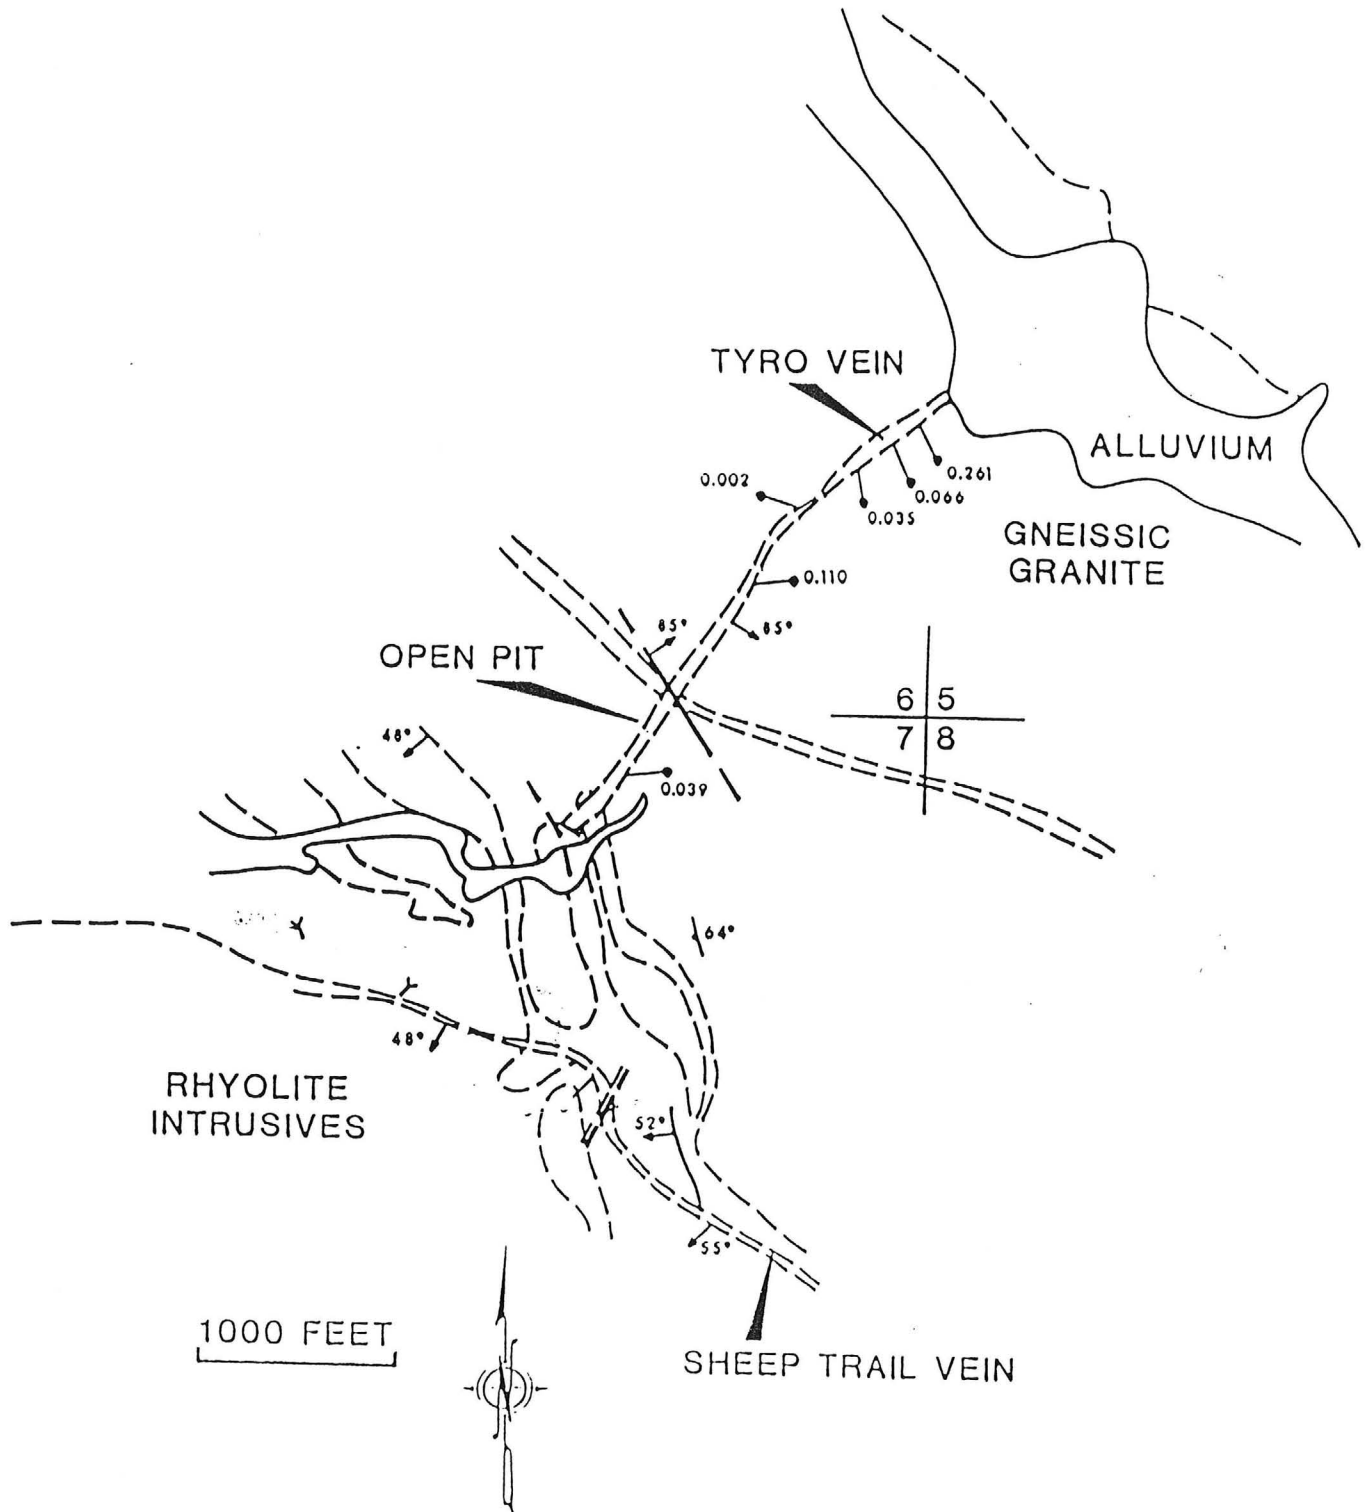 TYRO VEIN
ALLUVIUM
0.002
0.261
0.066
0.035
GNEISSIC
GRANITE
0.110
85°
85°
OPEN PIT
6 5
7 8
48°
0.039
64°
48°
RHYOLITE
INTRUSIVES
52°
55°
1000 FEET
SHEEP TRAIL VEIN